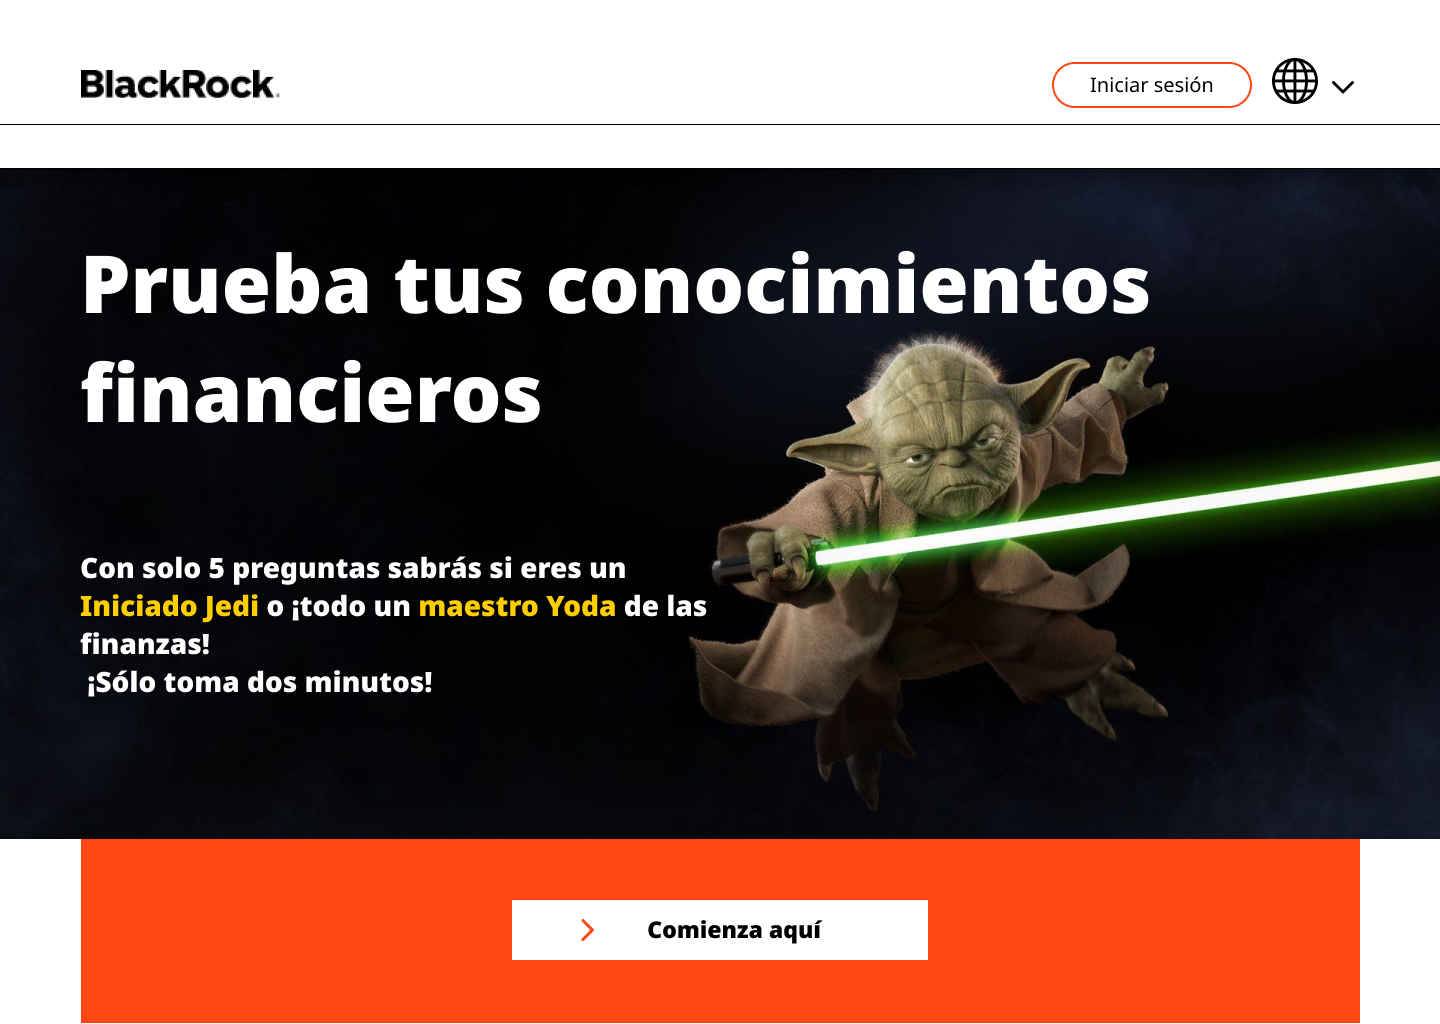 BlackRock.
Iniciar sesión
Prueba tus conocimientos
financieros
Con solo 5 preguntas sabrás si eres un
Iniciado Jedi o ¡todo un maestro Yoda de las
finanzas!
¡Sólo toma dos minutos!
Comienza aquí